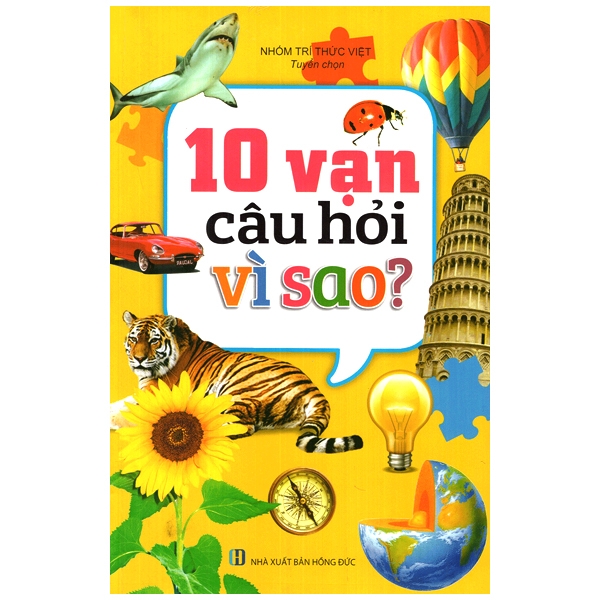 NHÓM TRÍ THỨC VIỆT
Tuyển chọn
10 vạn
câu hỏi
vì sao?
NHÀ XUẤT BẢN HỒNG ĐỨC